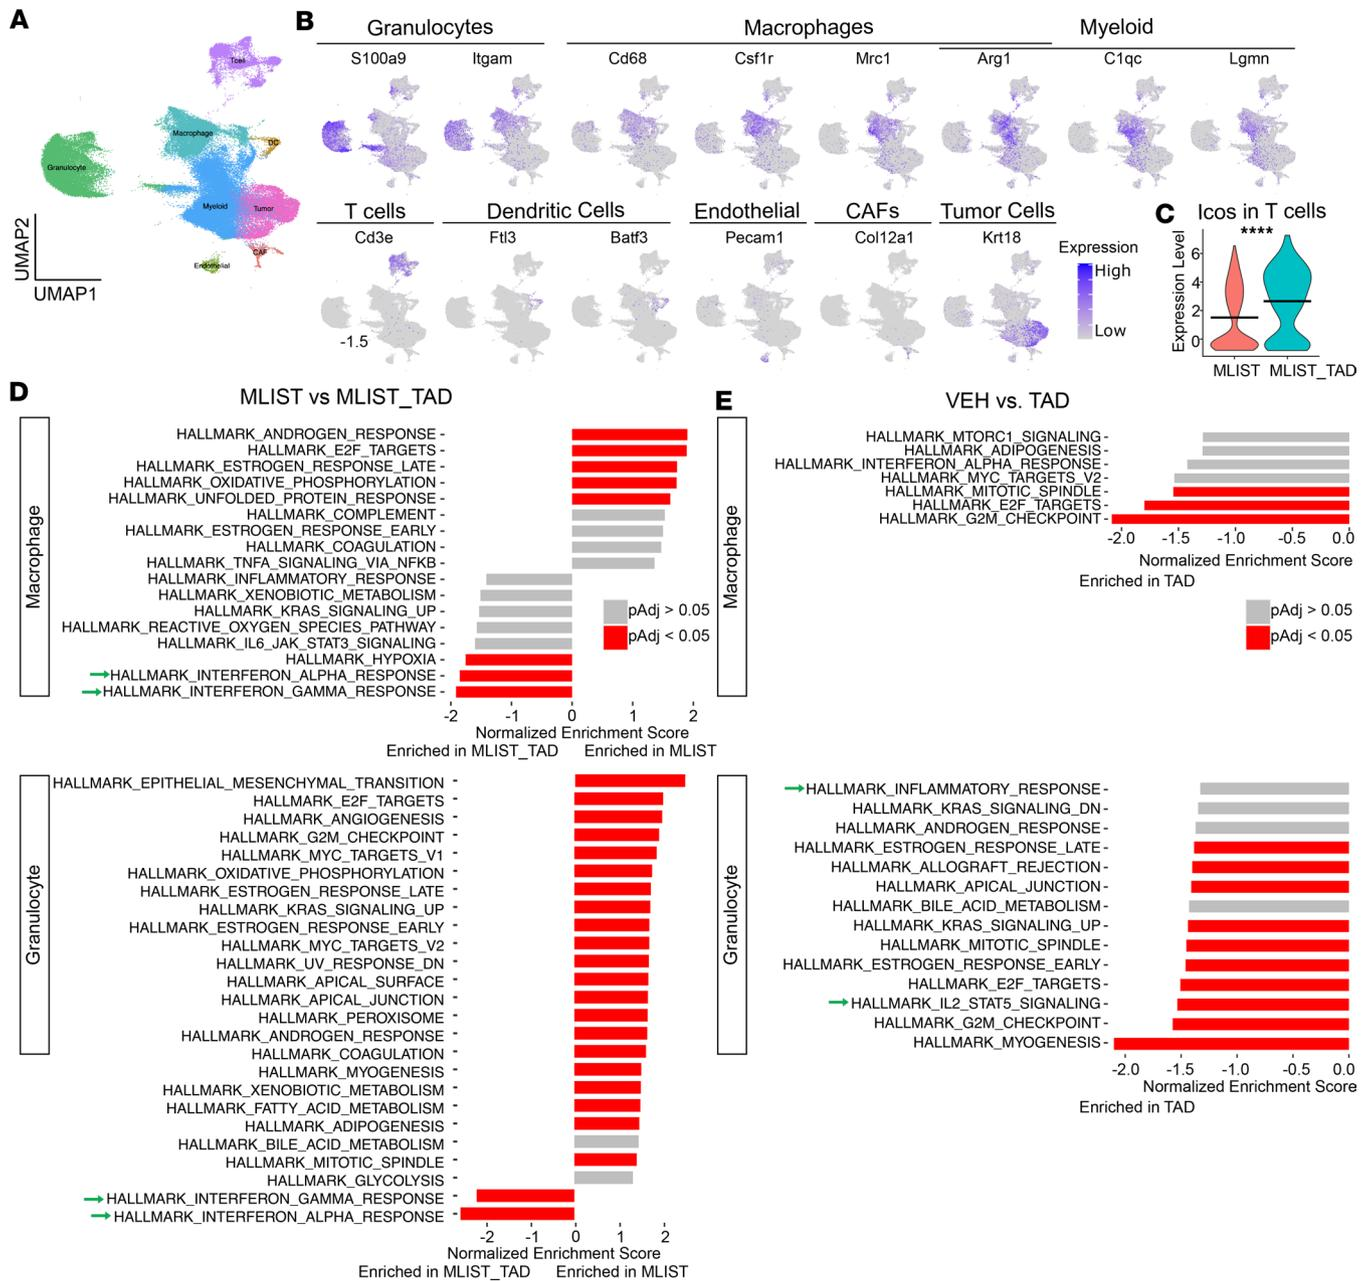 A
Tcell
Macrophage
DC
Granulocyte
Myeloid
Tumor
CAF
Endothelial
UMAP2
UMAP1
B
Granulocytes Macrophages Myeloid
S100a9 Itgam Cd68 Csf1r Mrc1 Arg1 C1qc Lgmn
T cells Dendritic Cells Endothelial CAFs Tumor Cells
Cd3e Ftl3 Batf3 Pecam1 Col12a1 Krt18
-1.5
Expression
High
Low
C
Icos in T cells
****
Expression Level
6
4
2
0
MLIST MLIST_TAD
D
MLIST vs MLIST_TAD
Macrophage
HALLMARK_ANDROGEN_RESPONSE
HALLMARK_E2F_TARGETS
HALLMARK_ESTROGEN_RESPONSE_LATE
HALLMARK_OXIDATIVE_PHOSPHORYLATION
HALLMARK_UNFOLDED_PROTEIN_RESPONSE
HALLMARK_COMPLEMENT
HALLMARK_ESTROGEN_RESPONSE_EARLY
HALLMARK_COAGULATION
HALLMARK_TNFA_SIGNALING_VIA_NFKB
HALLMARK_INFLAMMATORY_RESPONSE
HALLMARK_XENOBIOTIC_METABOLISM
HALLMARK_KRAS_SIGNALING_UP
HALLMARK_REACTIVE_OXYGEN_SPECIES_PATHWAY
HALLMARK_IL6_JAK_STAT3_SIGNALING
HALLMARK_HYPOXIA
HALLMARK_INTERFERON_ALPHA_RESPONSE
HALLMARK_INTERFERON_GAMMA_RESPONSE
pAdj > 0.05
pAdj < 0.05
-2 -1 0 1 2
Normalized Enrichment Score
Enriched in MLIST_TAD Enriched in MLIST
Granulocyte
HALLMARK_EPITHELIAL_MESENCHYMAL_TRANSITION
HALLMARK_E2F_TARGETS
HALLMARK_ANGIOGENESIS
HALLMARK_G2M_CHECKPOINT
HALLMARK_MYC_TARGETS_V1
HALLMARK_OXIDATIVE_PHOSPHORYLATION
HALLMARK_ESTROGEN_RESPONSE_LATE
HALLMARK_KRAS_SIGNALING_UP
HALLMARK_ESTROGEN_RESPONSE_EARLY
HALLMARK_MYC_TARGETS_V2
HALLMARK_UV_RESPONSE_DN
HALLMARK_APICAL_SURFACE
HALLMARK_APICAL_JUNCTION
HALLMARK_PEROXISOME
HALLMARK_ANDROGEN_RESPONSE
HALLMARK_COAGULATION
HALLMARK_MYOGENESIS
HALLMARK_XENOBIOTIC_METABOLISM
HALLMARK_FATTY_ACID_METABOLISM
HALLMARK_ADIPOGENESIS
HALLMARK_BILE_ACID_METABOLISM
HALLMARK_MITOTIC_SPINDLE
HALLMARK_GLYCOLYSIS
HALLMARK_INTERFERON_GAMMA_RESPONSE
HALLMARK_INTERFERON_ALPHA_RESPONSE
-2 -1 0 1 2
Normalized Enrichment Score
Enriched in MLIST_TAD Enriched in MLIST
E
VEH vs. TAD
Macrophage
HALLMARK_MTORC1_SIGNALING
HALLMARK_ADIPOGENESIS
HALLMARK_INTERFERON_ALPHA_RESPONSE
HALLMARK_MYC_TARGETS_V2
HALLMARK_MITOTIC_SPINDLE
HALLMARK_E2F_TARGETS
HALLMARK_G2M_CHECKPOINT
-2.0 -1.5 -1.0 -0.5 0.0
Normalized Enrichment Score
Enriched in TAD
pAdj > 0.05
pAdj < 0.05
Granulocyte
HALLMARK_INFLAMMATORY_RESPONSE
HALLMARK_KRAS_SIGNALING_DN
HALLMARK_ANDROGEN_RESPONSE
HALLMARK_ESTROGEN_RESPONSE_LATE
HALLMARK_ALLOGRAFT_REJECTION
HALLMARK_APICAL_JUNCTION
HALLMARK_BILE_ACID_METABOLISM
HALLMARK_KRAS_SIGNALING_UP
HALLMARK_MITOTIC_SPINDLE
HALLMARK_ESTROGEN_RESPONSE_EARLY
HALLMARK_E2F_TARGETS
HALLMARK_IL2_STAT5_SIGNALING
HALLMARK_G2M_CHECKPOINT
HALLMARK_MYOGENESIS
-2.0 -1.5 -1.0 -0.5 0.0
Normalized Enrichment Score
Enriched in TAD